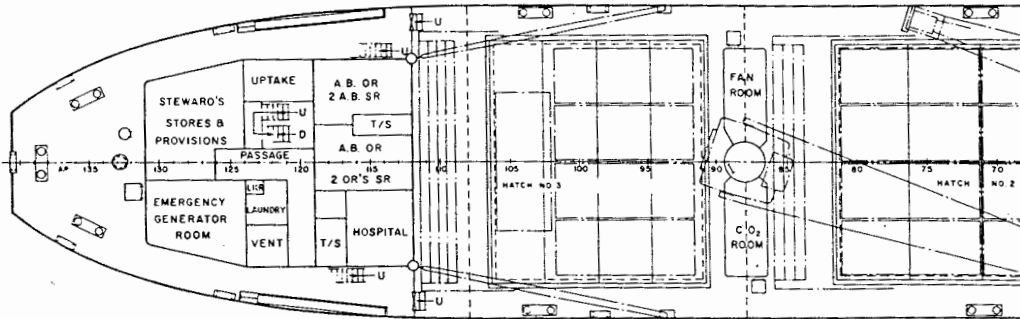 U
U
UPTAKE
A.B. OR
2 A.B. SR
STEWARD'S
STORES &
PROVISIONS
U
D
T/S
FAN
ROOM
PASSAGE
A.B. OR
2 OR'S SR
A.P.
135
130
125
120
115
110
105
100
95
90
85
80
75
70
HATCH NO. 3
HATCH NO. 2
LKR
LAUNDRY
EMERGENCY
GENERATOR
ROOM
VENT
T/S
HOSPITAL
CO₂
ROOM
U
U